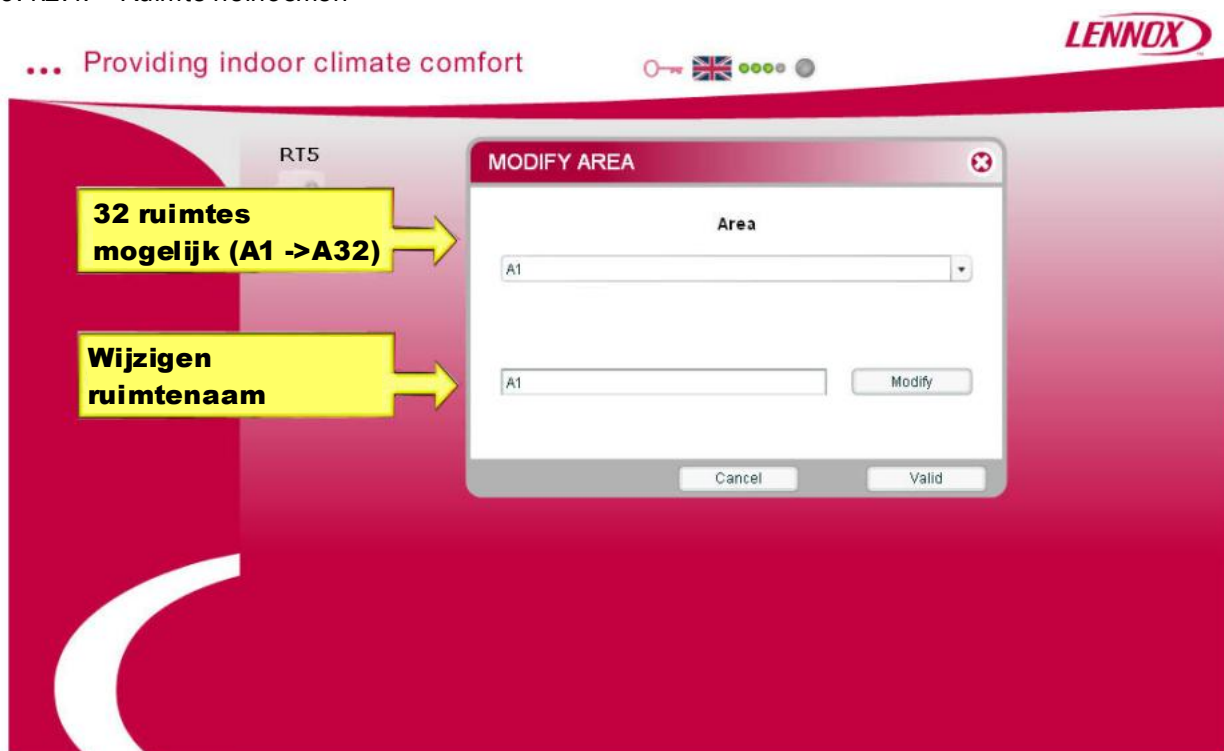 LENNOX
... Providing indoor climate comfort
RT5
MODIFY AREA
32 ruimtes
mogelijk (A1 ->A32)
Area
A1
Wijzigen
ruimtenaam
A1
Modify
Cancel
Valid